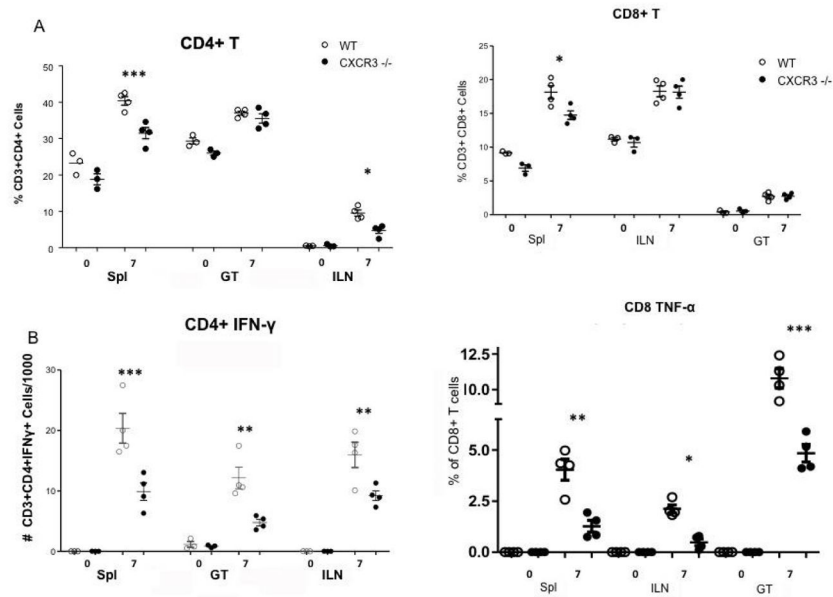 A
CD4+ T
WT
CXCR3 -/-
***
*
% CD3+CD4+ Cells
50
40
30
20
10
0
0 7 0 7 0 7
Spl GT ILN
CD8+ T
WT
CXCR3 -/-
*
% CD3+ CD8+ Cells
25
20
15
10
5
0
0 7 0 7 0 7
Spl ILN GT
B
CD4+ IFN-γ
***
**
**
# CD3+CD4+IFNγ+ Cells/1000
30
20
10
0
0 7 0 7 0 7
Spl GT ILN
CD8 TNF-α
***
**
*
% of CD8+ T cells
12.5
10.0
5.0
2.5
0.0
0 7 0 7 0 7
Spl ILN GT